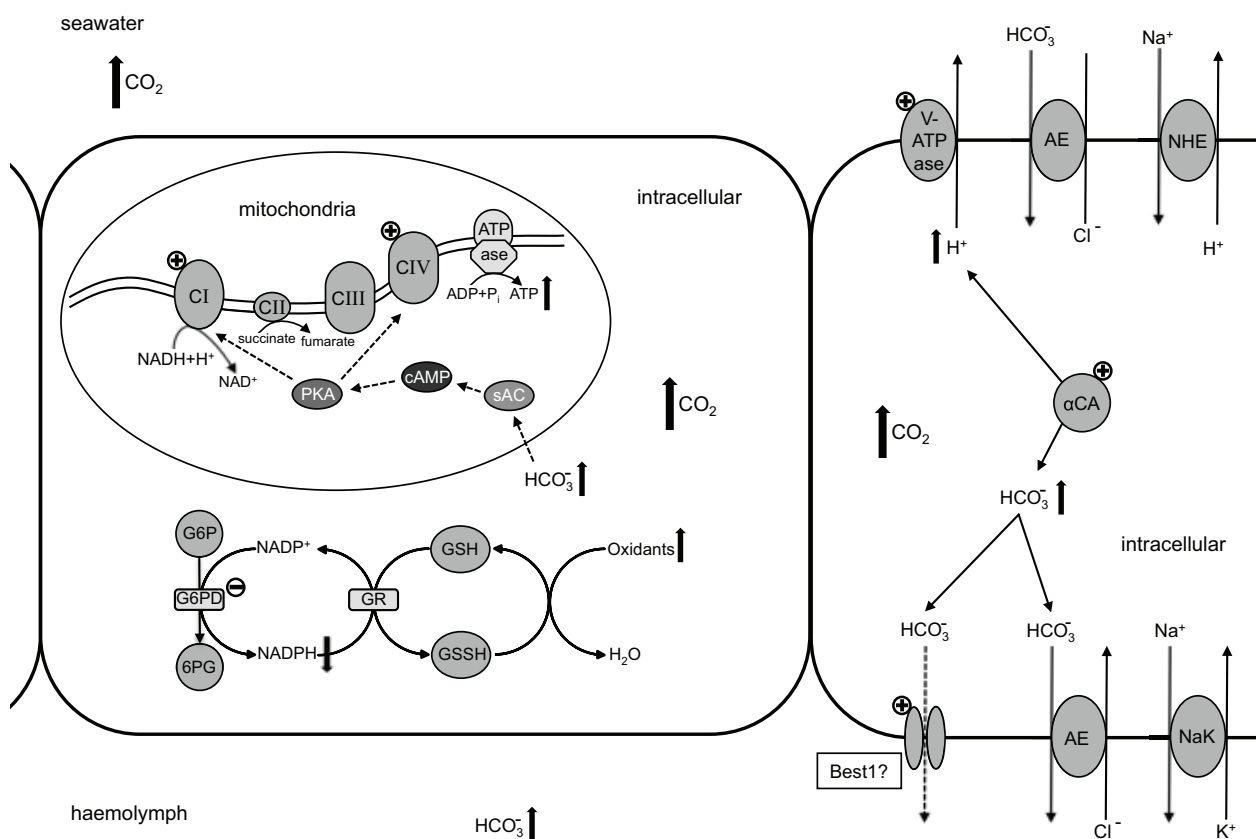 seawater
CO₂
mitochondria
intracellular
CI
CII
CIII
CIV
ATP
ase
ADP+Pᵢ
ATP
succinate
fumarate
NADH+H⁺
NAD⁺
PKA
cAMP
sAC
CO₂
HCO₃⁻
G6P
NADP⁺
GSH
Oxidants
G6PD
GR
6PG
NADPH
GSSH
H₂O
haemolymph
HCO₃⁻
HCO₃⁻
Na⁺
V-
ATP
ase
AE
NHE
H⁺
Cl⁻
H⁺
αCA
CO₂
HCO₃⁻
intracellular
HCO₃⁻
HCO₃⁻
Na⁺
AE
NaK
Best1?
Cl⁻
K⁺